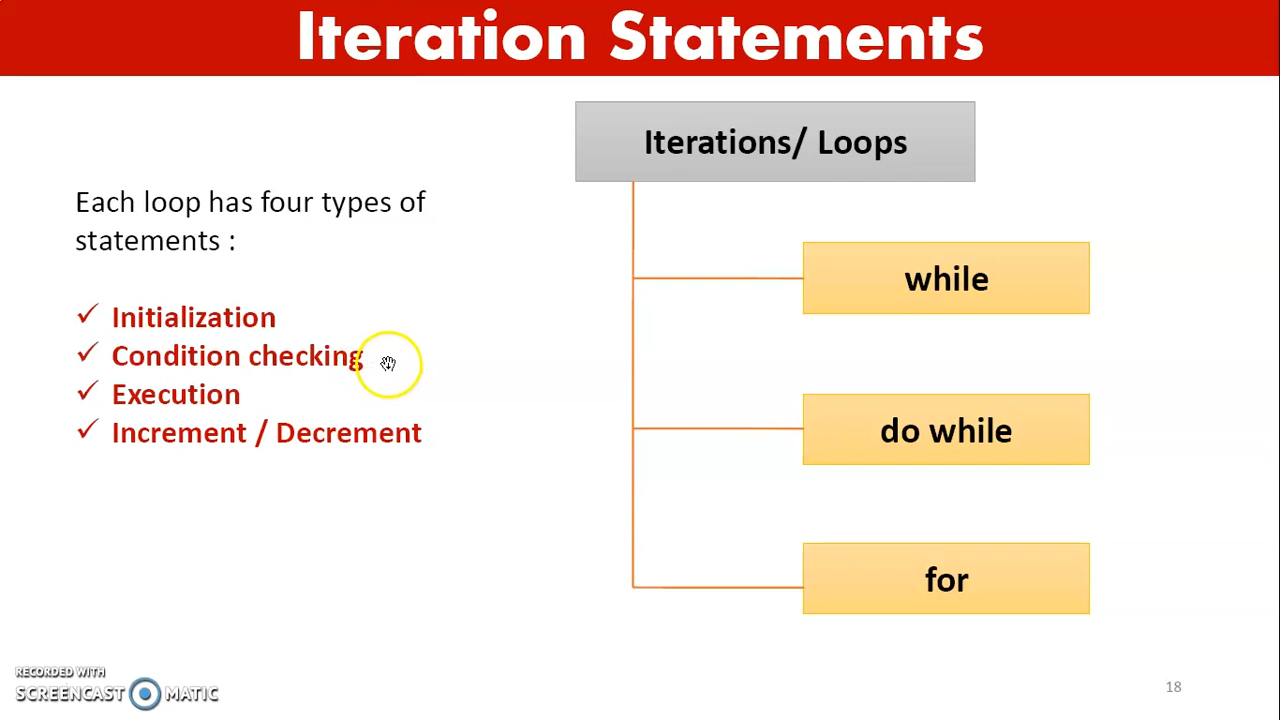 Iteration Statements
Iterations/ Loops
Each loop has four types of
statements :
Initialization
Condition checking
Execution
Increment / Decrement
while
do while
for
RECORDED WITH
SCREENCAST MATIC
18